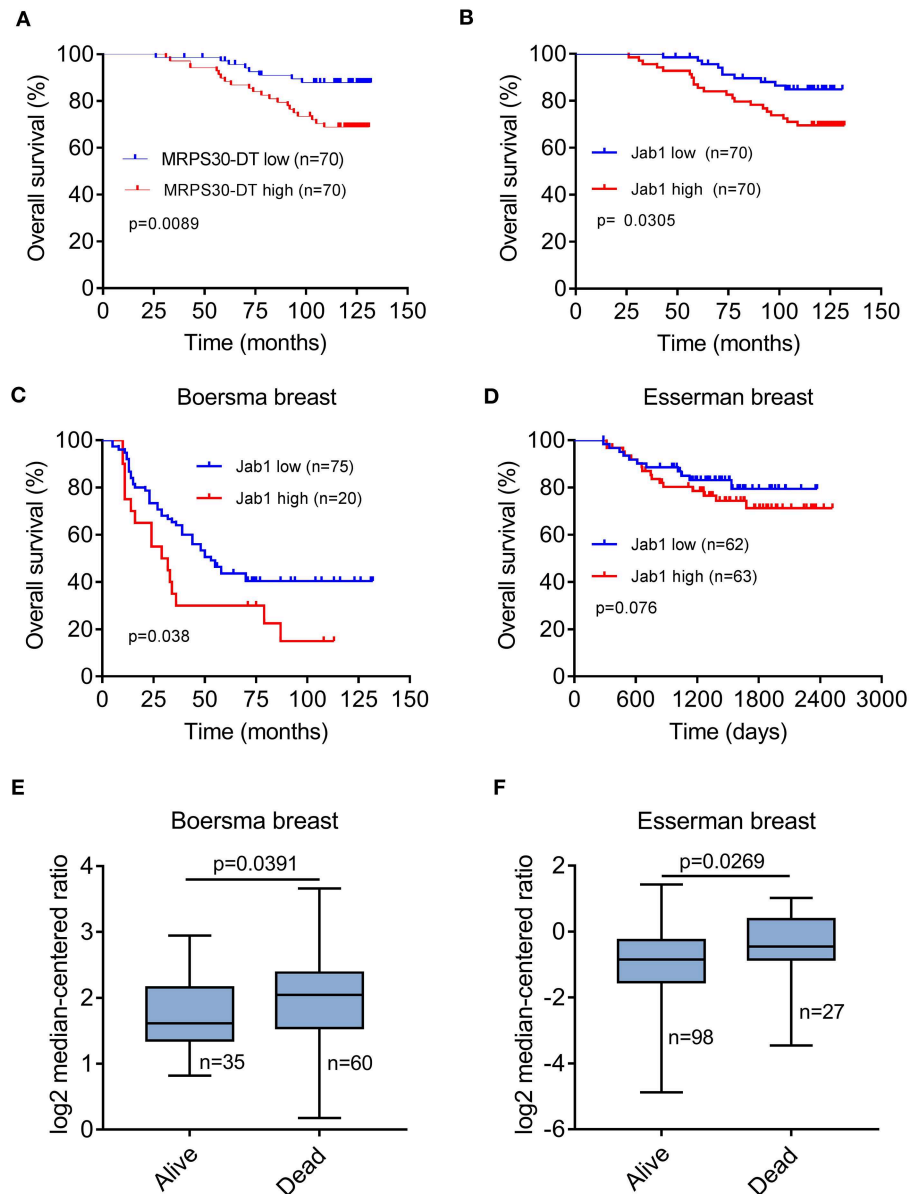 A
Overall survival (%)
100
80
60
40
20
0
MRPS30-DT low (n=70)
MRPS30-DT high (n=70)
p=0.0089
0 25 50 75 100 125 150
Time (months)
B
Overall survival (%)
100
80
60
40
20
0
Jab1 low (n=70)
Jab1 high (n=70)
p= 0.0305
0 25 50 75 100 125 150
Time (months)
C
Boersma breast
Overall survival (%)
100
80
60
40
20
0
Jab1 low (n=75)
Jab1 high (n=20)
p=0.038
0 25 50 75 100 125 150
Time (months)
D
Esserman breast
Overall survival (%)
100
80
60
40
20
0
Jab1 low (n=62)
Jab1 high (n=63)
p=0.076
0 600 1200 1800 2400 3000
Time (days)
E
Boersma breast
log2 median-centered ratio
4
3
2
1
0
p=0.0391
n=35
n=60
Alive
Dead
F
Esserman breast
log2 median-centered ratio
2
0
-2
-4
-6
p=0.0269
n=98
n=27
Alive
Dead